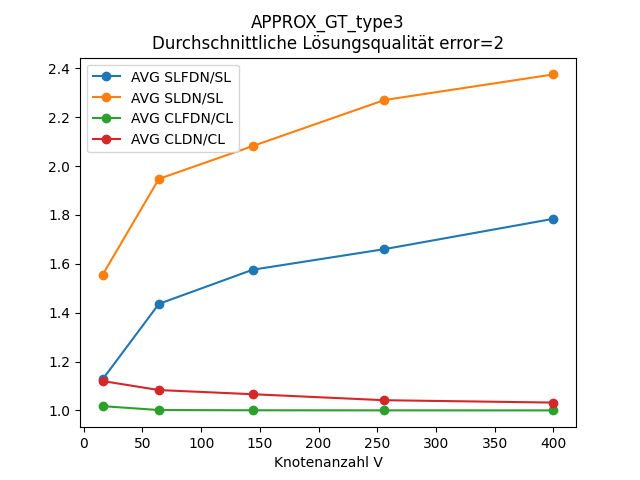 APPROX_GT_type3
Durchschnittliche Lösungsqualität error=2
AVG SLFDN/SL
AVG SLDN/SL
AVG CLFDN/CL
AVG CLDN/CL
2.4
2.2
2.0
1.8
1.6
1.4
1.2
1.0
0 50 100 150 200 250 300 350 400
Knotenanzahl V